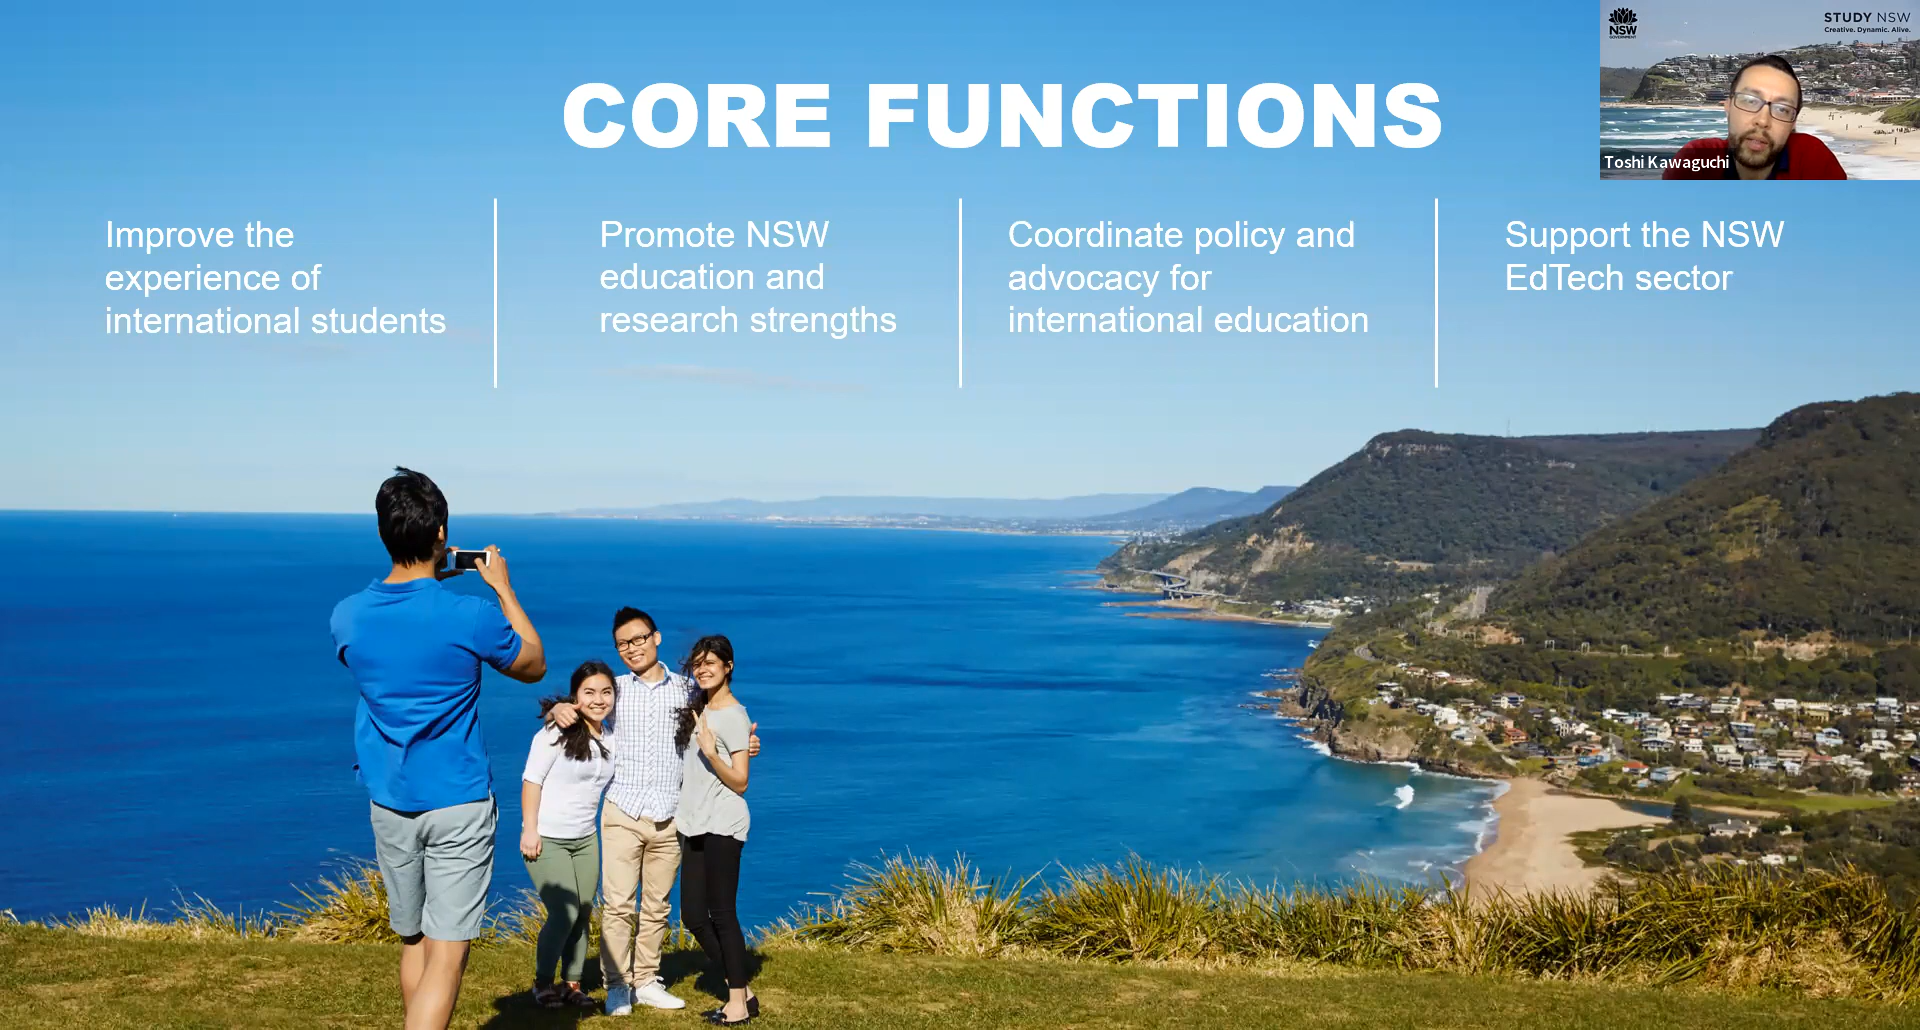 CORE FUNCTIONS
Improve the
experience of
international students
Promote NSW
education and
research strengths
Coordinate policy and
advocacy for
international education
Support the NSW
EdTech sector
NSW
GOVERNMENT
STUDY NSW
Creative. Dynamic. Alive.
Toshi Kawaguchi